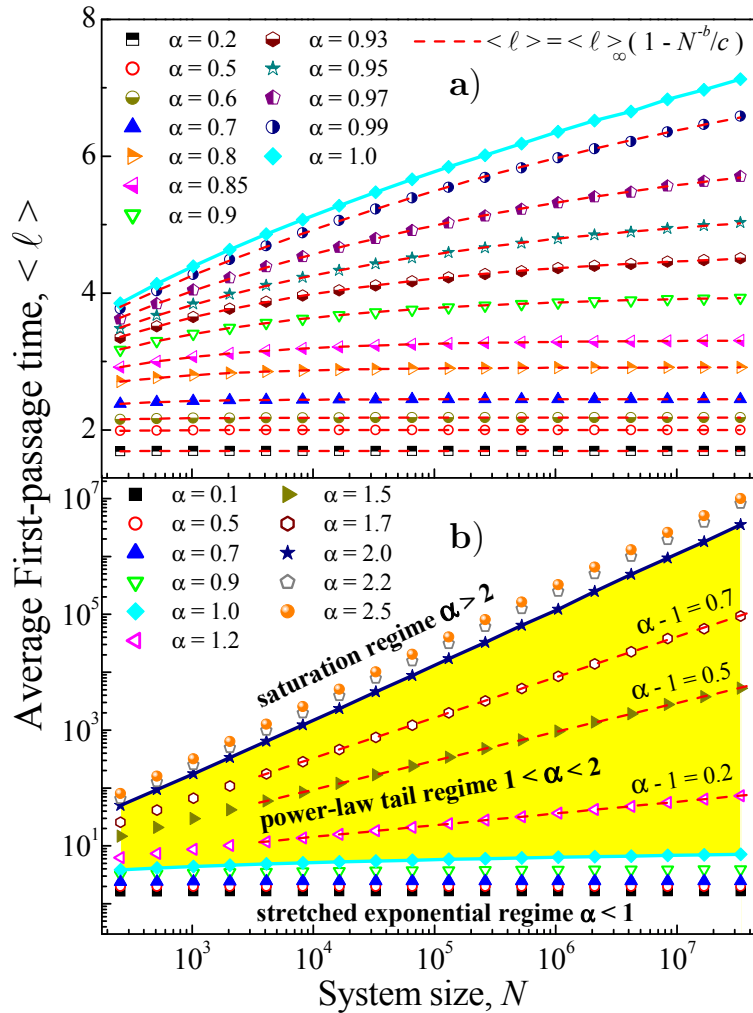 Average First-passage time, < ℓ >
8
6
4
2
α = 0.2
α = 0.5
α = 0.6
α = 0.7
α = 0.8
α = 0.85
α = 0.9
α = 0.93
α = 0.95
α = 0.97
α = 0.99
α = 1.0
< ℓ > = < ℓ >∞ ( 1 - N^-b/c )
a)
10^7
10^5
10^3
10^1
α = 0.1
α = 0.5
α = 0.7
α = 0.9
α = 1.0
α = 1.2
α = 1.5
α = 1.7
α = 2.0
α = 2.2
α = 2.5
b)
saturation regime α > 2
α - 1 = 0.7
α - 1 = 0.5
power-law tail regime 1 < α < 2
α - 1 = 0.2
stretched exponential regime α < 1
10^3 10^4 10^5 10^6 10^7
System size, N